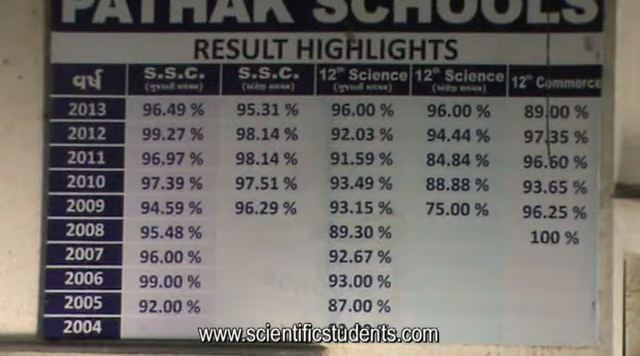 PATHAK SCHOOLS
RESULT HIGHLIGHTS
વર્ષ S.S.C. S.S.C. 12th Science 12th Science 12th Commerce
(ગુજરાતી માધ્યમ) (ગુજરાતી માધ્યમ)
2013 96.49 % 95.31 % 96.00 % 96.00 % 89.00 %
2012 99.27 % 98.14 % 92.03 % 94.44 % 97.35 %
2011 96.97 % 98.14 % 91.59 % 84.84 % 96.60 %
2010 97.39 % 97.51 % 93.49 % 88.88 % 93.65 %
2009 94.59 % 96.29 % 93.15 % 75.00 % 96.25 %
2008 95.48 % 89.30 % 100 %
2007 96.00 % 92.67 %
2006 99.00 % 93.00 %
2005 92.00 % 87.00 %
2004
www.scientificstudents.com